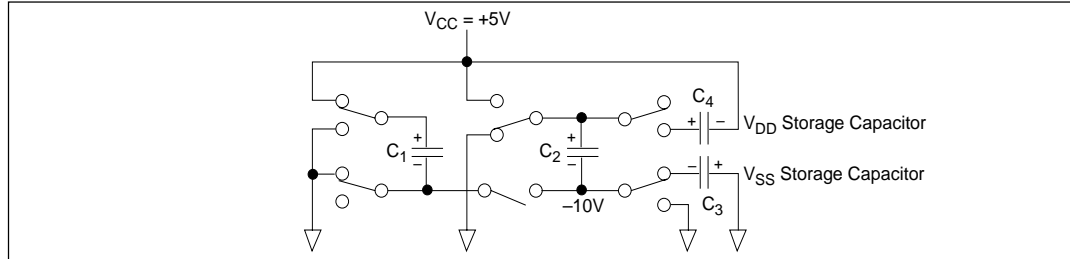 VCC = +5V
C4
+ –
VDD Storage Capacitor
+
C1
–
+
C2
–
– +
VSS Storage Capacitor
–10V
C3